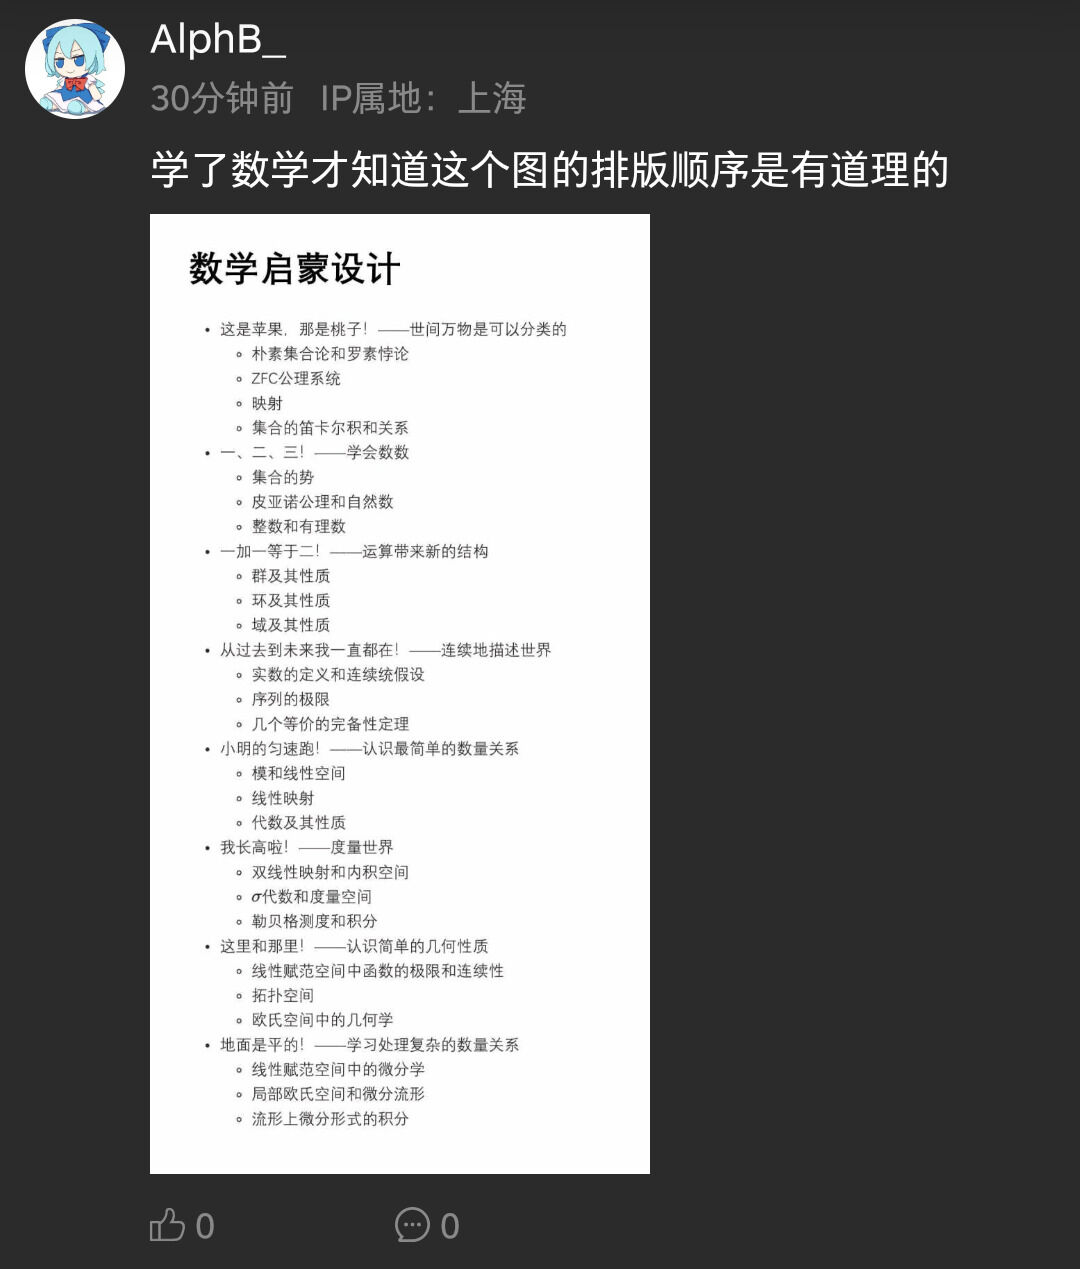 AlphB_
30分钟前 IP属地：上海
学了数学才知道这个图的排版顺序是有道理的
数学启蒙设计
• 这是苹果，那是桃子！——世间万物是可以分类的
◦ 朴素集合论和罗素悖论
◦ ZFC公理系统
◦ 映射
◦ 集合的笛卡尔积和关系
• 一、二、三！——学会数数
◦ 集合的势
◦ 皮亚诺公理和自然数
◦ 整数和有理数
• 一加一等于二！——运算带来新的结构
◦ 群及其性质
◦ 环及其性质
◦ 域及其性质
• 从过去到未来我一直都在！——连续地描述世界
◦ 实数的定义和连续统假设
◦ 序列的极限
◦ 几个等价的完备性定理
• 小明的匀速跑！——认识最简单的数量关系
◦ 模和线性空间
◦ 线性映射
◦ 代数及其性质
• 我长高啦！——度量世界
◦ 双线性映射和内积空间
◦ σ代数和度量空间
◦ 勒贝格测度和积分
• 这里和那里！——认识简单的几何性质
◦ 线性赋范空间中函数的极限和连续性
◦ 拓扑空间
◦ 欧氏空间中的几何学
• 地面是平的！——学习处理复杂的数量关系
◦ 线性赋范空间中的微分学
◦ 局部欧氏空间和微分流形
◦ 流形上微分形式的积分
0 0